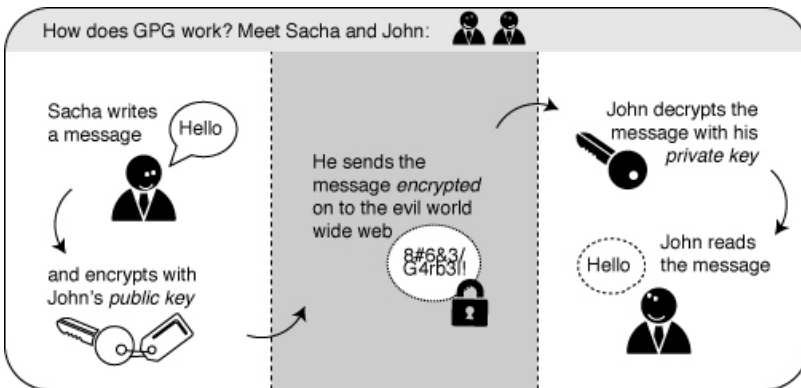 How does GPG work? Meet Sacha and John:
Sacha writes
a message
Hello
and encrypts with
John's public key
He sends the
message encrypted
on to the evil world
wide web
8#6&3/
G4rb3l!
John decrypts the
message with his
private key
Hello
John reads
the message